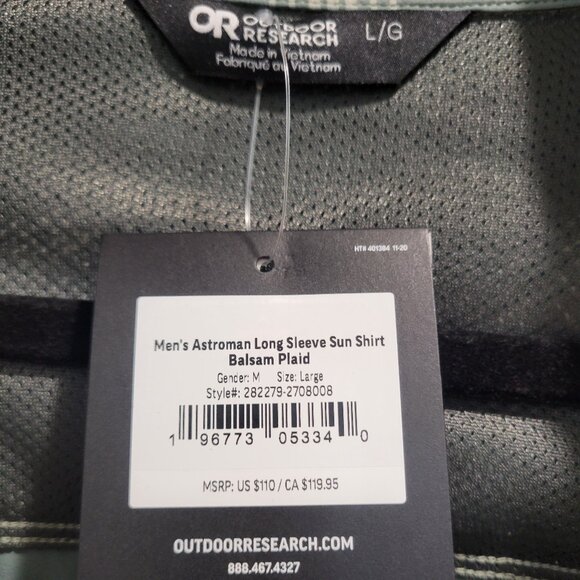 OR OUTDOOR RESEARCH L/G
Made in Vietnam
Fabriqué au Vietnam
HT# 401364 11-20
Men's Astroman Long Sleeve Sun Shirt
Balsam Plaid
Gender: M Size: Large
Style#: 282279-2708008
1 96773 05334 0
MSRP: US $110 / CA $119.95
OUTDOORRESEARCH.COM
888.467.4327